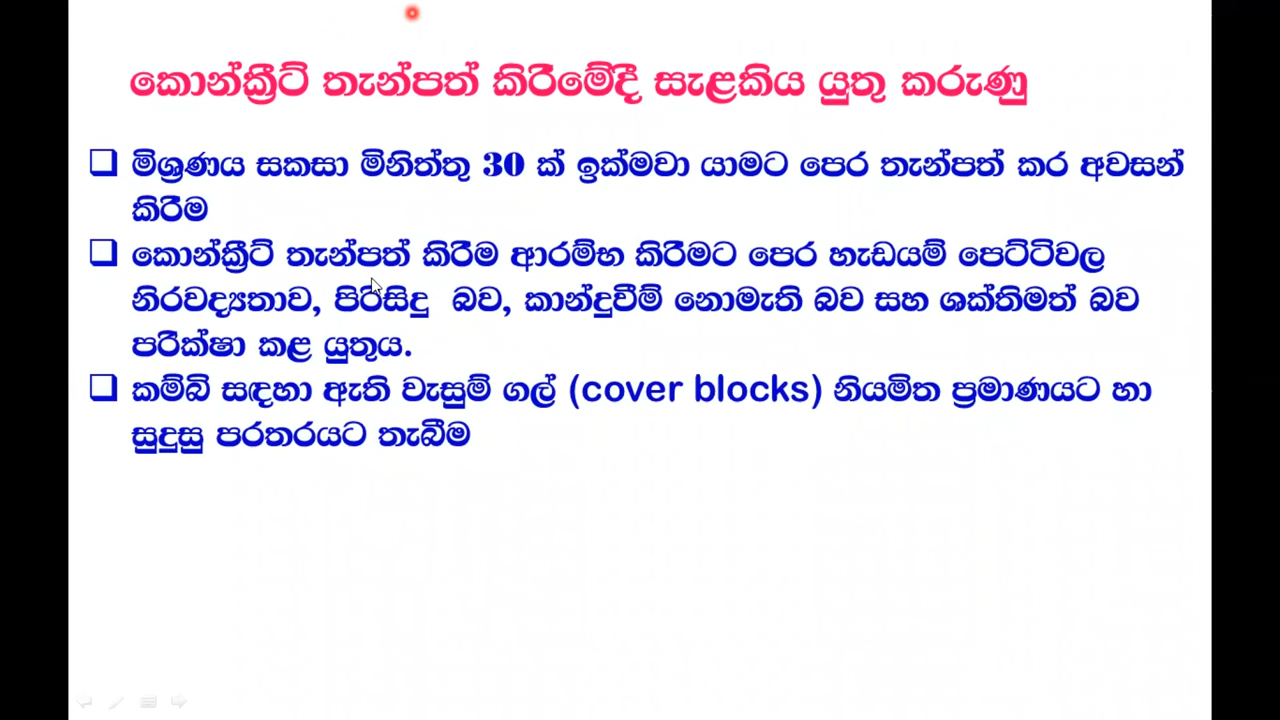 කොන්ක්‍රීට් තැන්පත් කිරීමේදී සැළකිය යුතු කරුණු
❑ මිශ්‍රණය සකසා මිනිත්තු 30 ක් ඉක්මවා යාමට පෙර තැන්පත් කර අවසන්
කිරීම
❑ කොන්ක්‍රීට් තැන්පත් කිරීම ආරම්භ කිරීමට පෙර හැඩයම් පෙට්ටිවල
නිරවද්‍යතාව, පිරිසිදු බව, කාන්දුවීම් නොමැති බව සහ ශක්තිමත් බව
පරීක්ෂා කළ යුතුය.
❑ කම්බි සඳහා ඇති වැසුම් ගල් (cover blocks) නියමිත ප්‍රමාණයට හා
සුදුසු පරතරයට තැබීම